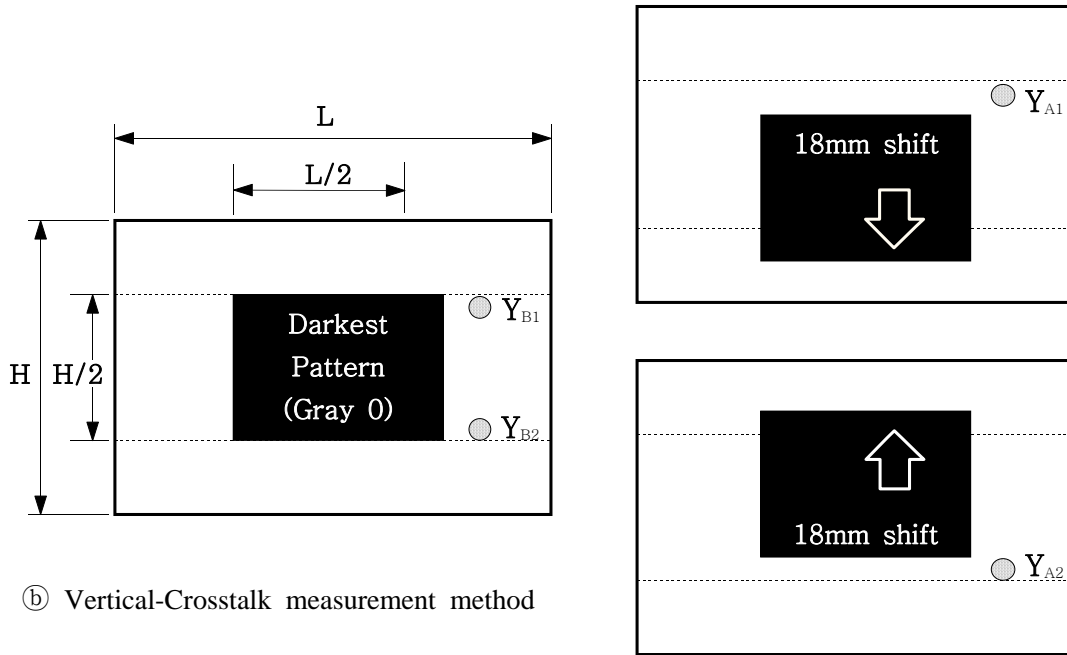 L
L/2
H
H/2
Darkest
Pattern
(Gray 0)
YB1
YB2
18mm shift
YA1
18mm shift
YA2
ⓑ Vertical-Crosstalk measurement method